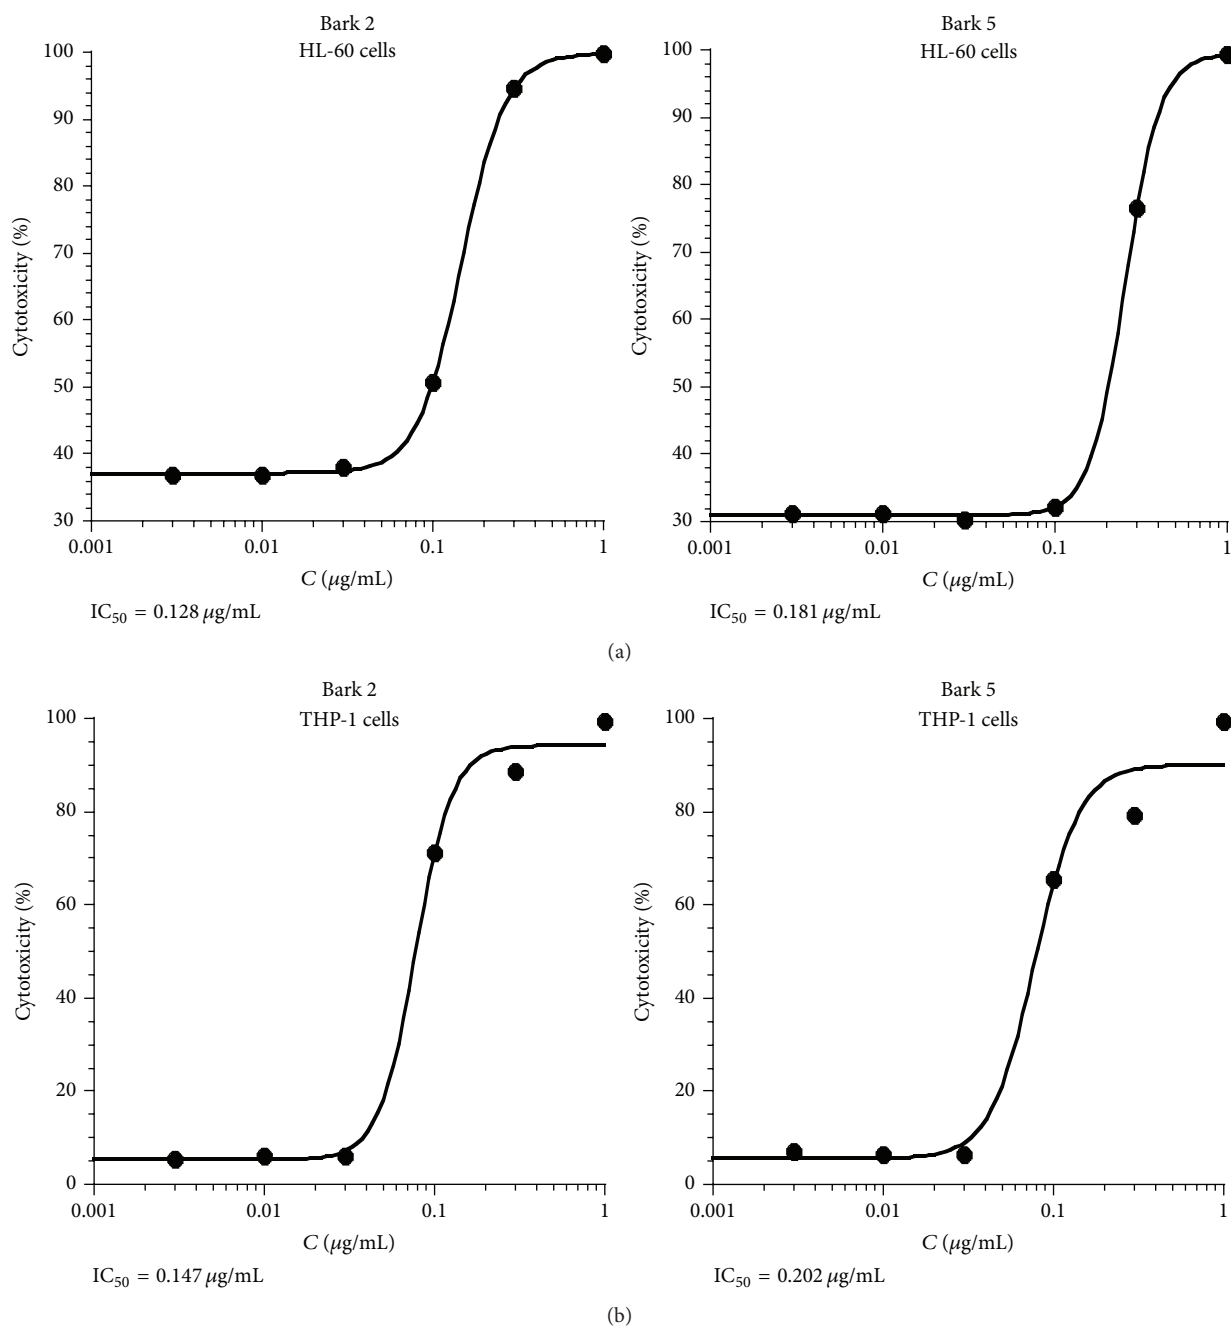 Bark 2
HL-60 cells
100
90
80
70
60
50
40
30
Cytotoxicity (%)
0.001 0.01 0.1 1
C (μg/mL)
IC50 = 0.128 μg/mL
Bark 5
HL-60 cells
100
90
80
70
60
50
40
30
Cytotoxicity (%)
0.001 0.01 0.1 1
C (μg/mL)
IC50 = 0.181 μg/mL
(a)
Bark 2
THP-1 cells
100
80
60
40
20
0
Cytotoxicity (%)
0.001 0.01 0.1 1
C (μg/mL)
IC50 = 0.147 μg/mL
Bark 5
THP-1 cells
100
80
60
40
20
0
Cytotoxicity (%)
0.001 0.01 0.1 1
C (μg/mL)
IC50 = 0.202 μg/mL
(b)